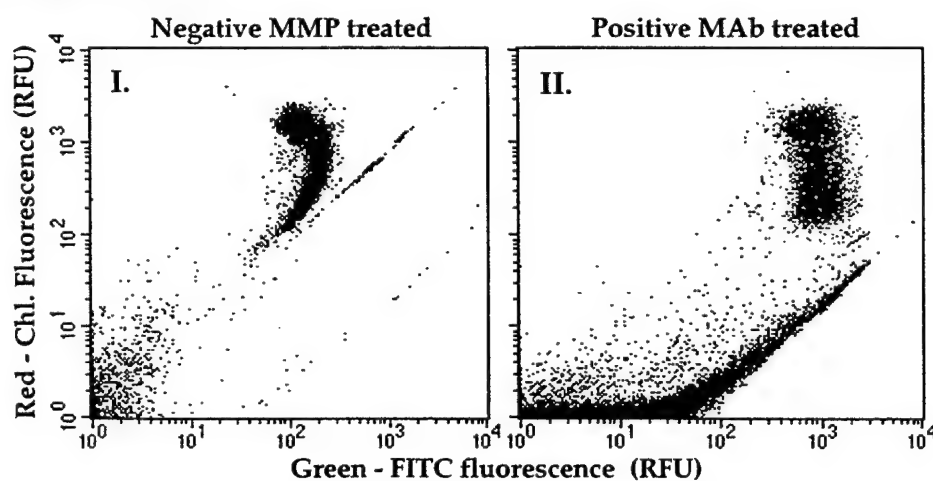 Negative MMP treated
Positive MAb treated
Red - Chl. Fluorescence (RFU)
10^4
10^3
10^2
10^1
10^0
I.
II.
10^0 10^1 10^2 10^3 10^4
10^0 10^1 10^2 10^3 10^4
Green - FITC fluorescence (RFU)